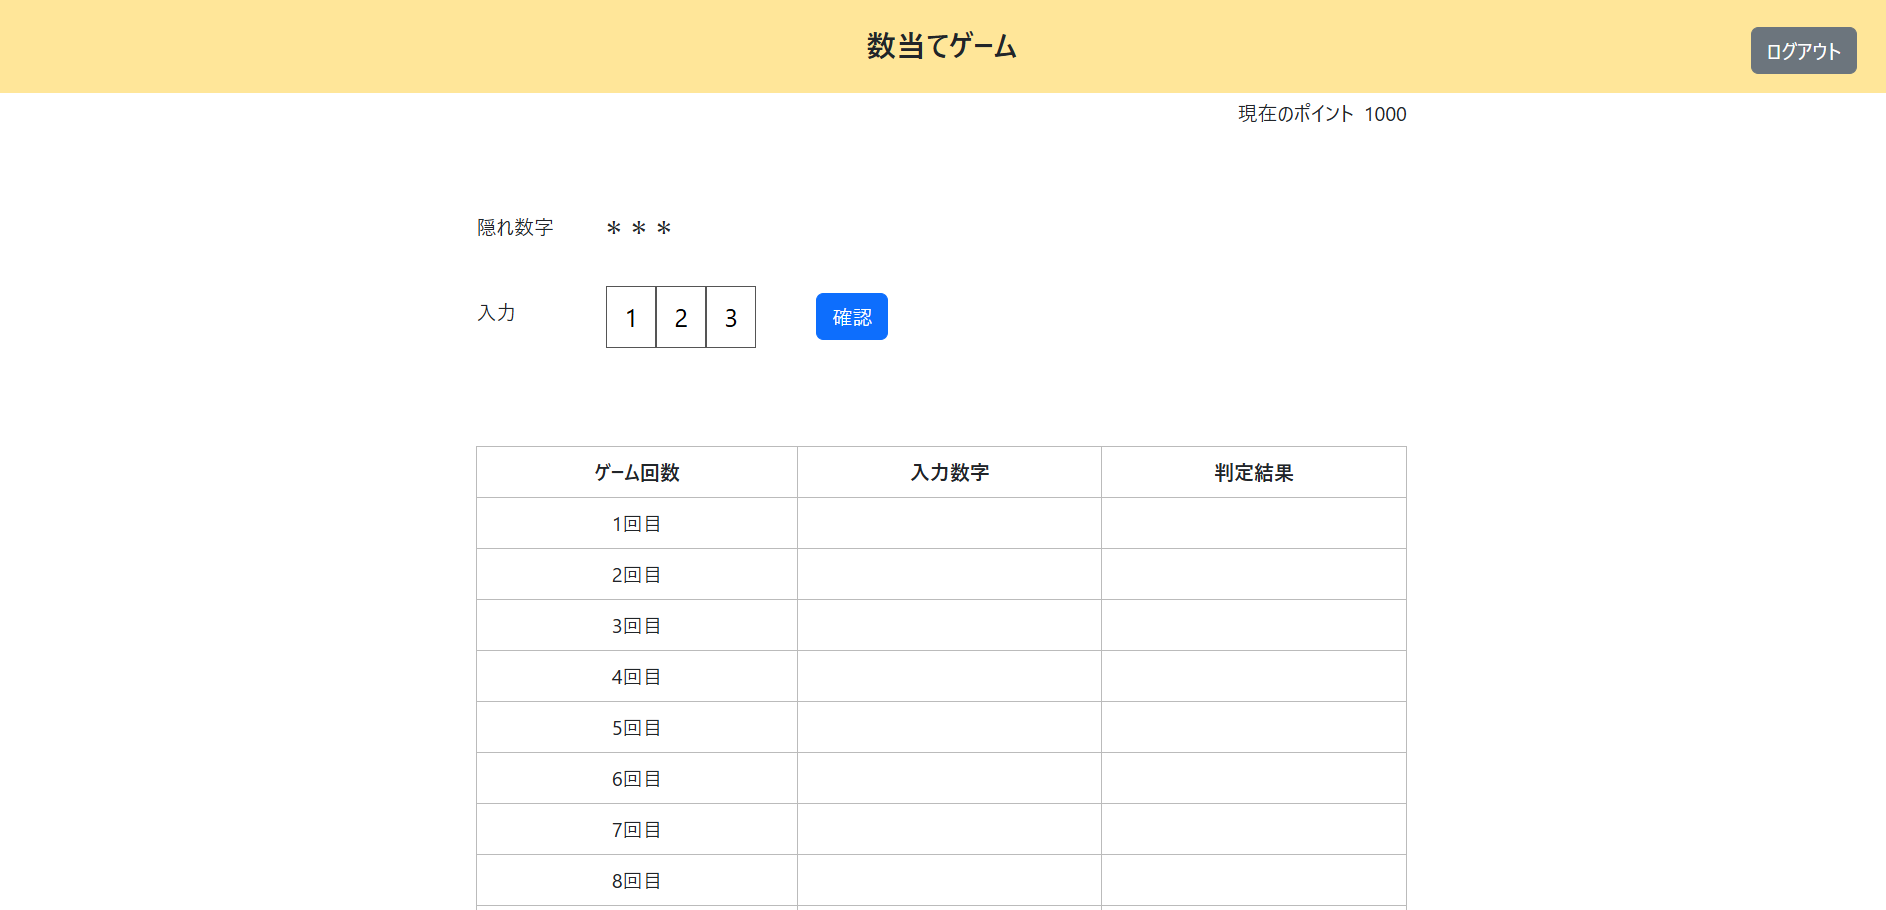 数当てゲーム
ログアウト
現在のポイント 1000
隠れ数字 ＊＊＊
入力 1 2 3 確認
ゲーム回数 入力数字 判定結果
1回目
2回目
3回目
4回目
5回目
6回目
7回目
8回目